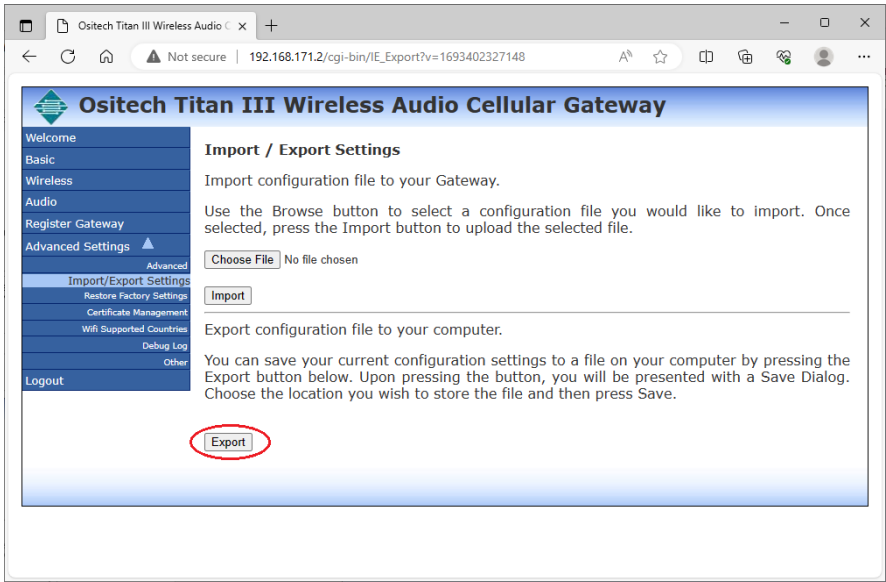 Ositech Titan III Wireless Audio C
Not secure
192.168.171.2/cgi-bin/IE_Export?v=1693402327148
Ositech Titan III Wireless Audio Cellular Gateway
Welcome
Basic
Wireless
Audio
Register Gateway
Advanced Settings
Advanced
Import/Export Settings
Restore Factory Settings
Certificate Management
Wifi Supported Countries
Debug Log
Other
Logout
Import / Export Settings
Import configuration file to your Gateway.
Use the Browse button to select a configuration file you would like to import. Once
selected, press the Import button to upload the selected file.
Choose File No file chosen
Import
Export configuration file to your computer.
You can save your current configuration settings to a file on your computer by pressing the
Export button below. Upon pressing the button, you will be presented with a Save Dialog.
Choose the location you wish to store the file and then press Save.
Export